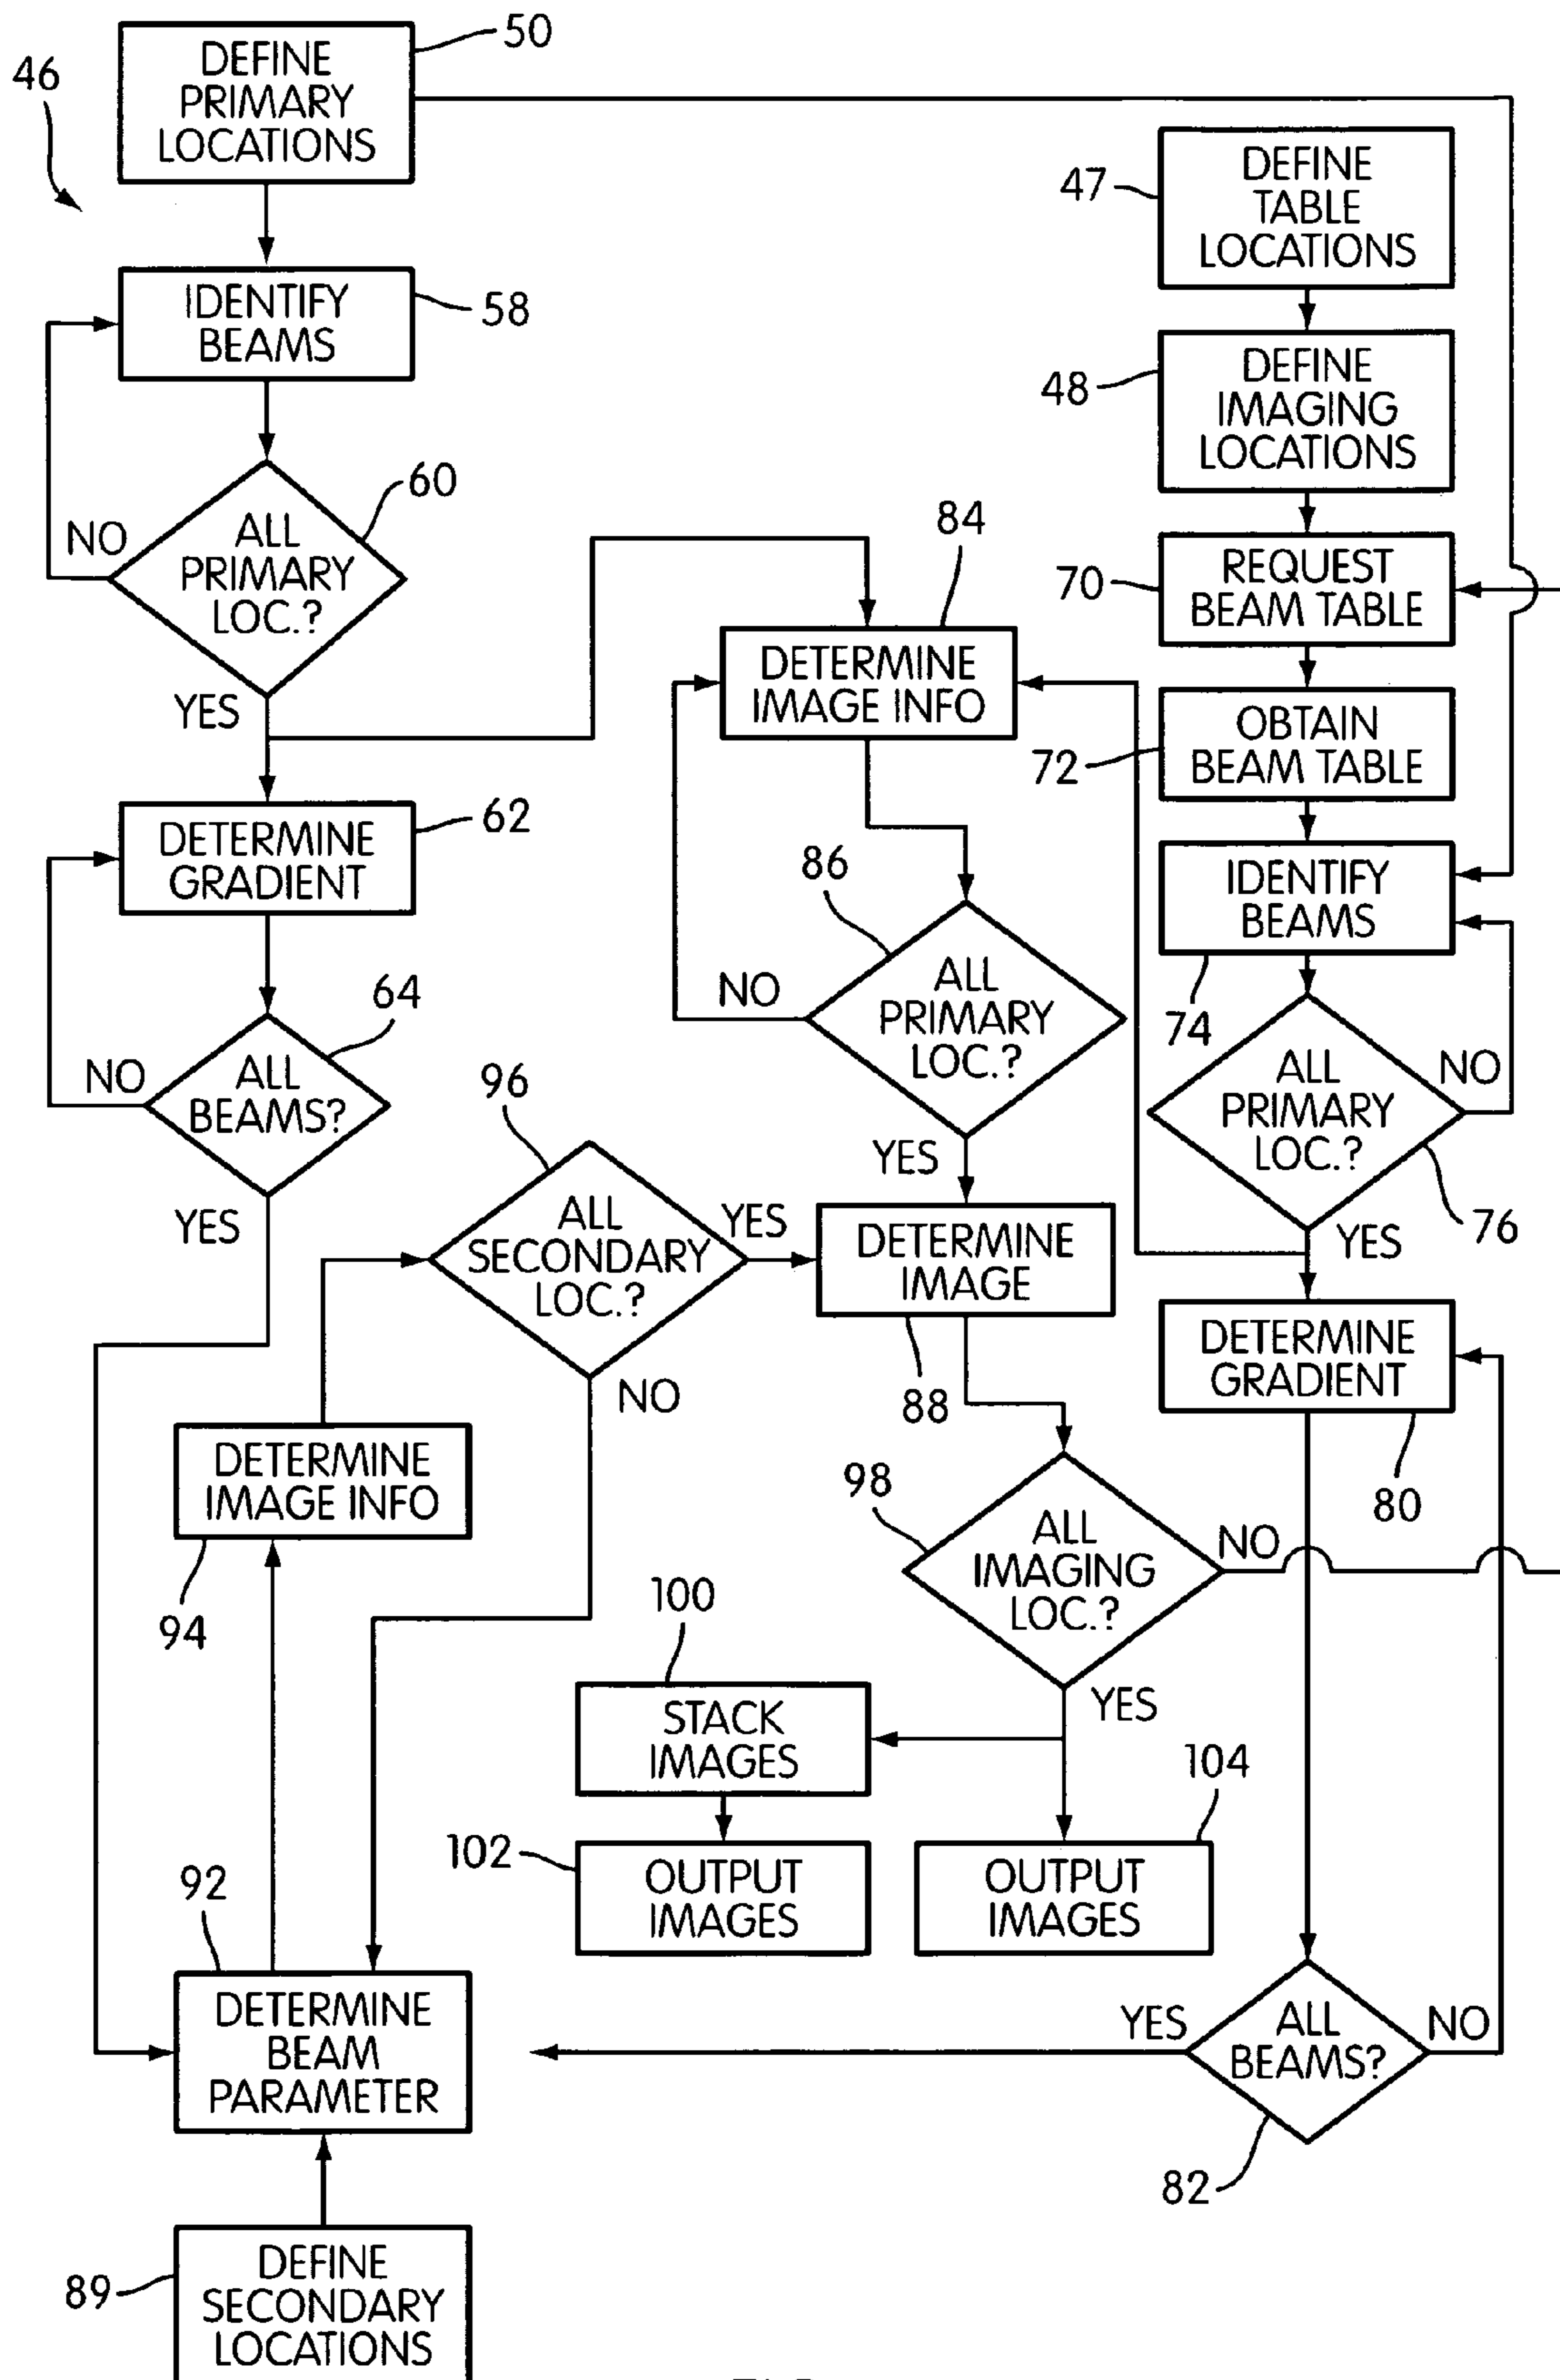 50
DEFINE
PRIMARY
LOCATIONS
46
47
DEFINE
TABLE
LOCATIONS
IDENTIFY
BEAMS
58
48
DEFINE
IMAGING
LOCATIONS
60
NO
ALL
PRIMARY
LOC.?
YES
84
70
REQUEST
BEAM TABLE
DETERMINE
IMAGE INFO
72
OBTAIN
BEAM TABLE
62
DETERMINE
GRADIENT
86
IDENTIFY
BEAMS
74
NO
ALL
PRIMARY
LOC.?
YES
64
NO
ALL
BEAMS?
YES
ALL
PRIMARY
LOC.?
NO
76
YES
96
ALL
SECONDARY
LOC.?
YES
NO
DETERMINE
IMAGE
88
DETERMINE
GRADIENT
80
DETERMINE
IMAGE INFO
94
98
ALL
IMAGING
LOC.?
NO
YES
100
STACK
IMAGES
104
102
OUTPUT
IMAGES
OUTPUT
IMAGES
92
DETERMINE
BEAM
PARAMETER
YES
ALL
BEAMS?
NO
82
89
DEFINE
SECONDARY
LOCATIONS